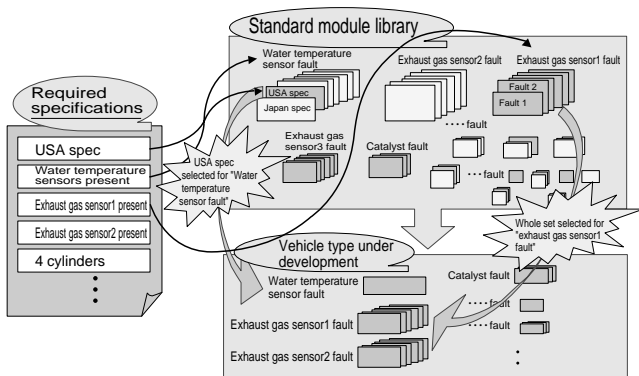 Standard module library
Water temperature
sensor fault
Exhaust gas sensor2 fault
Exhaust gas sensor1 fault
USA spec
Japan spec
Fault 2
Fault 1
Exhaust gas
sensor3 fault
Catalyst fault
····fault
····fault
Required
specifications
USA spec
Water temperature
sensors present
Exhaust gas sensor1 present
Exhaust gas sensor2 present
4 cylinders
USA spec
selected for "Water
temperature
sensor fault"
Whole set selected for
"exhaust gas sensor1
fault"
Vehicle type under
development
Water temperature
sensor fault
Catalyst fault
····fault
Exhaust gas sensor1 fault
····fault
Exhaust gas sensor2 fault